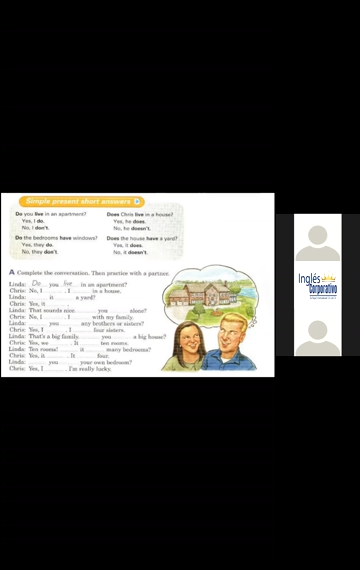 Simple present short answers
Do you live in an apartment?
Yes, I do.
No, I don't.
Do the bedrooms have windows?
Yes, they do.
No, they don't.
Does Chris live in a house?
Yes, he does.
No, he doesn't.
Does the house have a yard?
Yes, It does.
No, it doesn't.
A Complete the conversation. Then practice with a partner.
Linda: Do you live in an apartment?
Chris: No, I ........ . I ........ in a house.
Linda: ........ it ........ a yard?
Chris: Yes, it ........ .
Linda: That sounds nice. ........ you ........ alone?
Chris: No, I ........ . I ........ with my family.
Linda: ........ you ........ any brothers or sisters?
Chris: Yes, I ........ . I ........ four sisters.
Linda: That's a big family. ........ you ........ a big house?
Chris: Yes, we ........ . It ........ ten rooms.
Linda: Ten rooms! ........ it ........ many bedrooms?
Chris: Yes, it ........ . It ........ four.
Linda: ........ you ........ your own bedroom?
Chris: Yes, I ........ . I'm really lucky.
Inglés
Corporativo